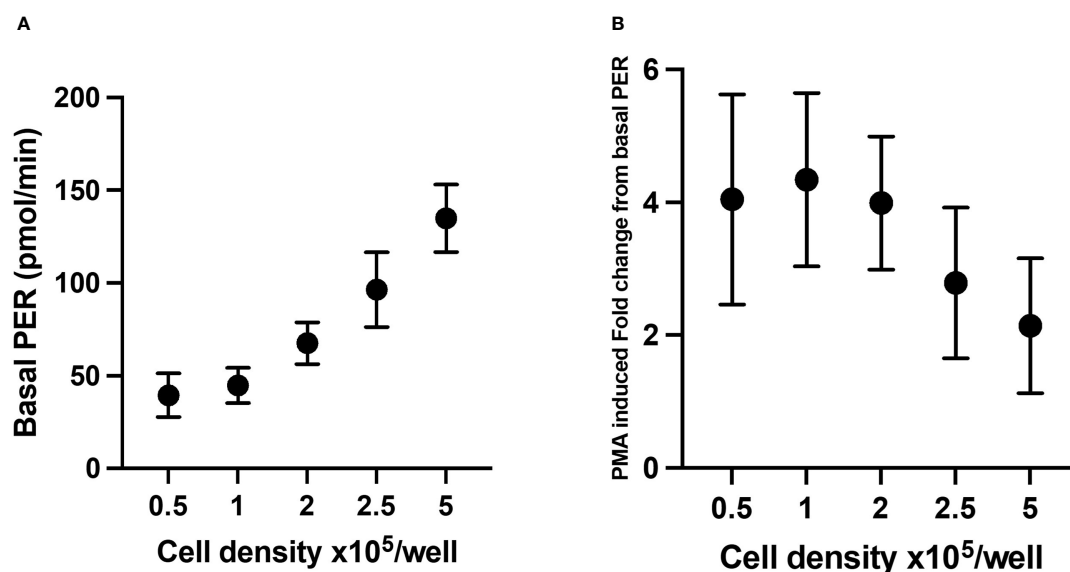 A
Basal PER (pmol/min)
200
150
100
50
0
0.5 1 2 2.5 5
Cell density x10⁵/well
B
PMA induced Fold change from basal PER
6
4
2
0
0.5 1 2 2.5 5
Cell density x10⁵/well